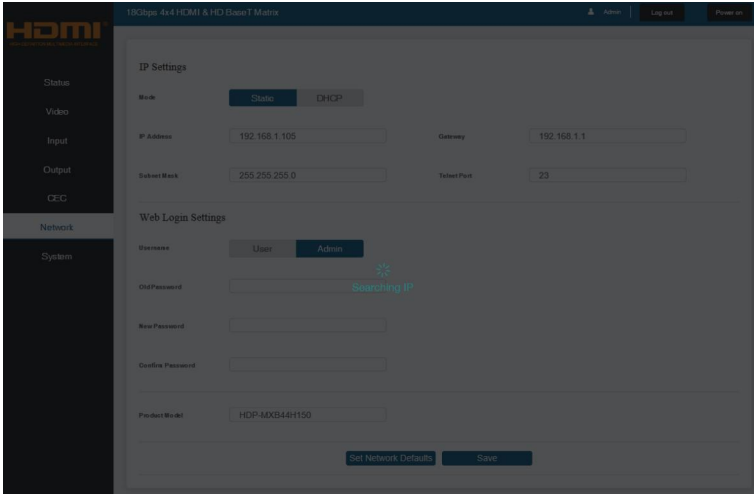 HDMI
18Gbps 4x4 HDMI & HD BaseT Matrix
Admin
Log out
Power on
Status
Video
Input
Output
CEC
Network
System
IP Settings
Mode
Static
DHCP
IP Address
192.168.1.105
Gateway
192.168.1.1
Subnet Mask
255.255.255.0
Telnet Port
23
Web Login Settings
Username
User
Admin
Old Password
Searching IP
New Password
Confirm Password
Product Model
HDP-MXB44H150
Set Network Defaults
Save